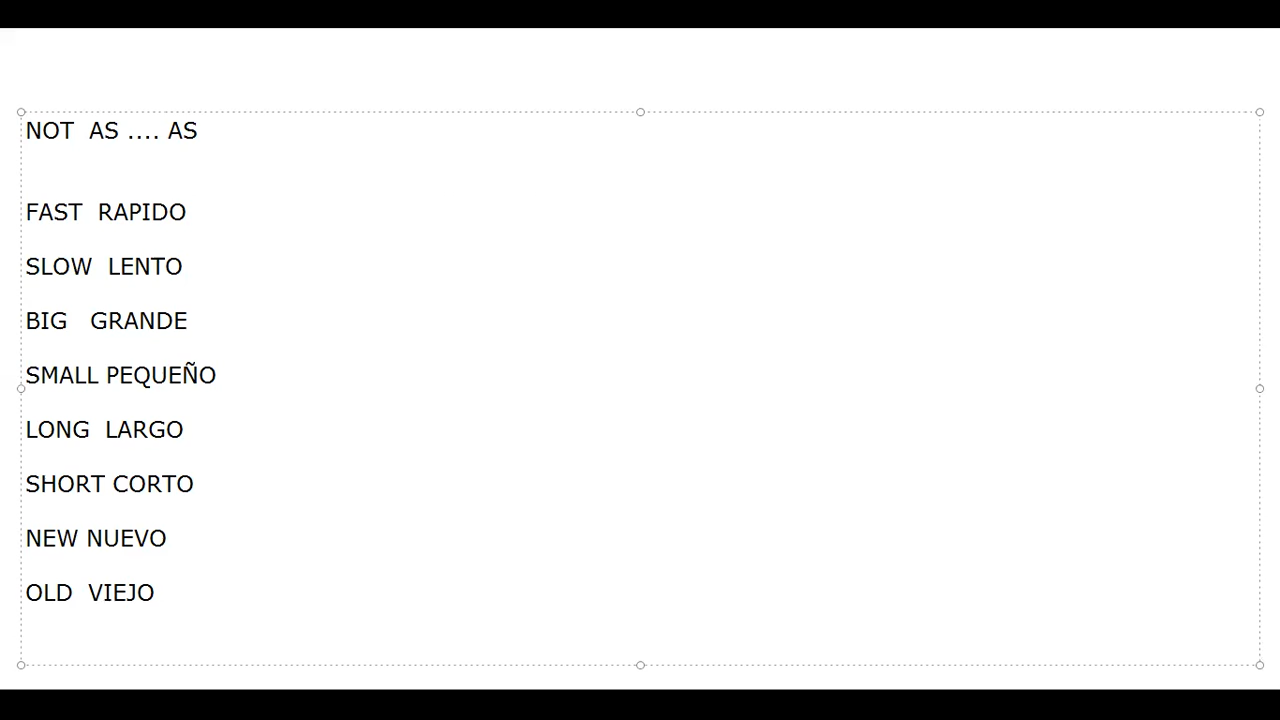 NOT AS .... AS
FAST RAPIDO
SLOW LENTO
BIG GRANDE
SMALL PEQUEÑO
LONG LARGO
SHORT CORTO
NEW NUEVO
OLD VIEJO